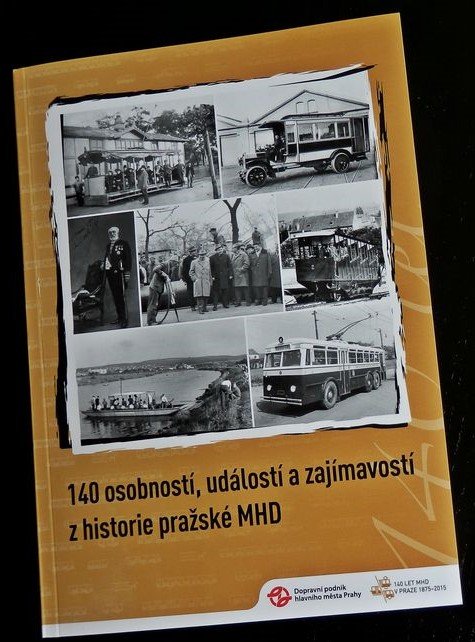 140 osobností, událostí a zajímavostí
z historie pražské MHD
Dopravní podnik
hlavního města Prahy
140 LET MHD
V PRAZE 1875–2015